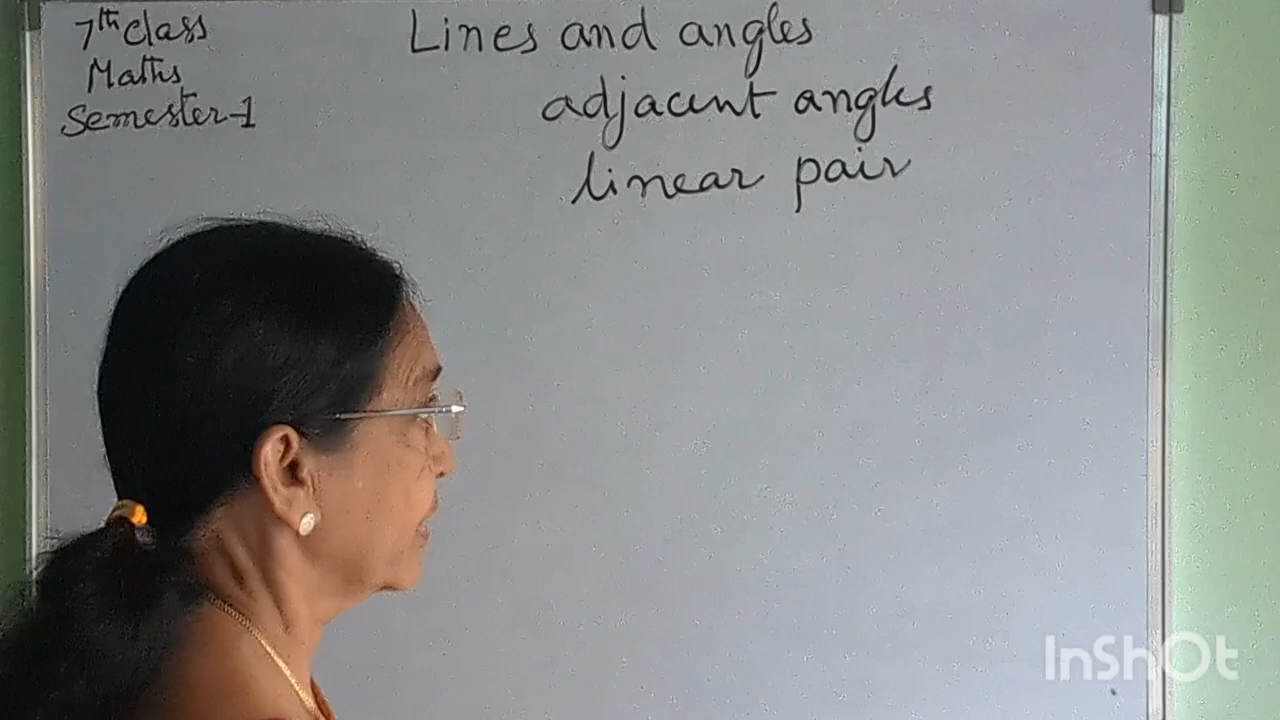 7th class
Maths
Semester-1
Lines and angles
adjacent angles
linear pair
InShOt